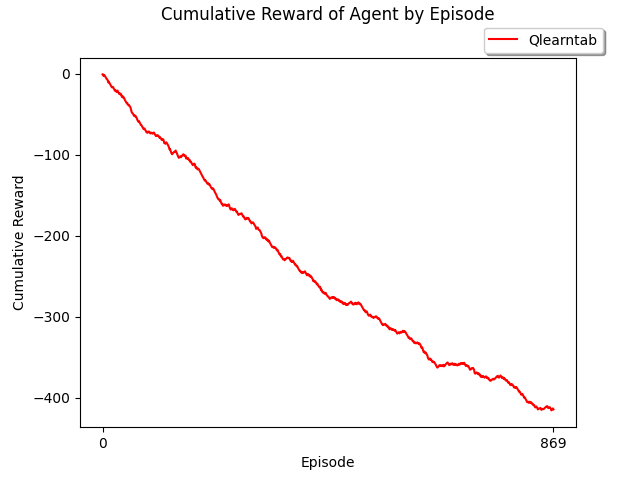 Cumulative Reward of Agent by Episode
Qlearntab
0
−100
−200
−300
−400
Cumulative Reward
0
869
Episode